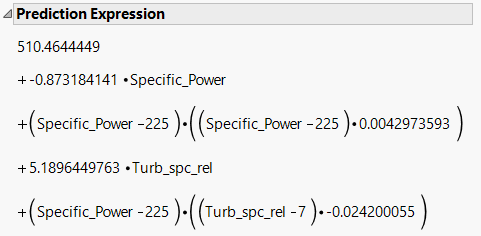 Prediction Expression
510.4644449
+ -0.873184141 •Specific_Power
+(Specific_Power -225)•((Specific_Power -225)•0.0042973593)
+ 5.1896449763 •Turb_spc_rel
+(Specific_Power -225)•((Turb_spc_rel -7)•-0.024200055)